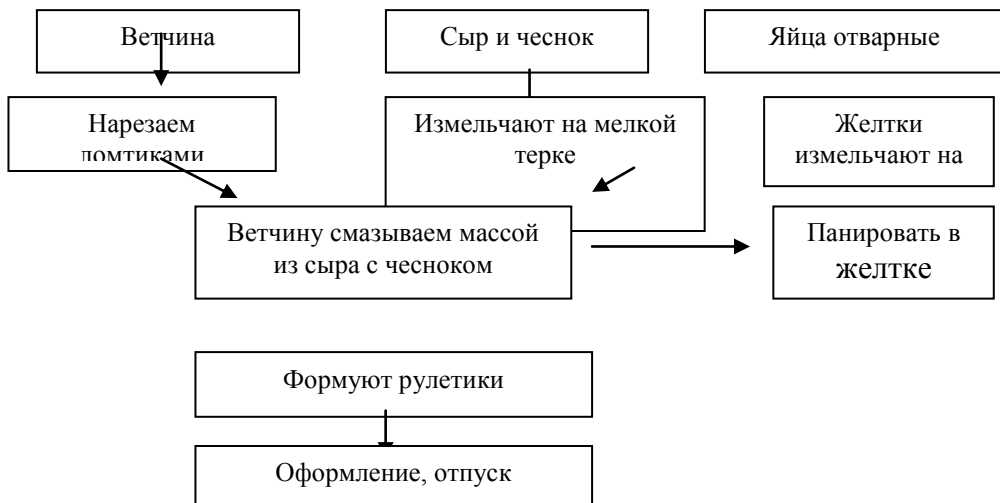 Ветчина
Сыр и чеснок
Яйца отварные
Нарезаем
ломтиками
Измельчают на мелкой
терке
Желтки
измельчают на
Ветчину смазываем массой
из сыра с чесноком
Панировать в
желтке
Формуют рулетики
Оформление, отпуск